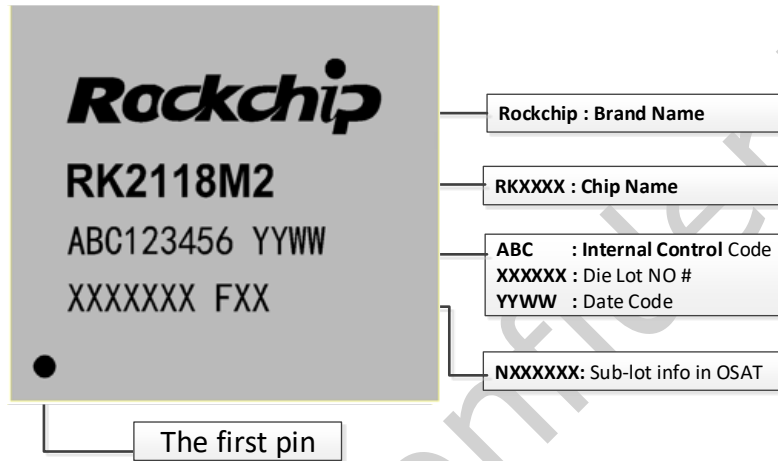 Rockchip
RK2118M2
ABC123456 YYWW
XXXXXXX FXX
Rockchip : Brand Name
RKXXXX : Chip Name
ABC : Internal Control Code
XXXXXX : Die Lot NO #
YYWW : Date Code
NXXXXXX: Sub-lot info in OSAT
The first pin